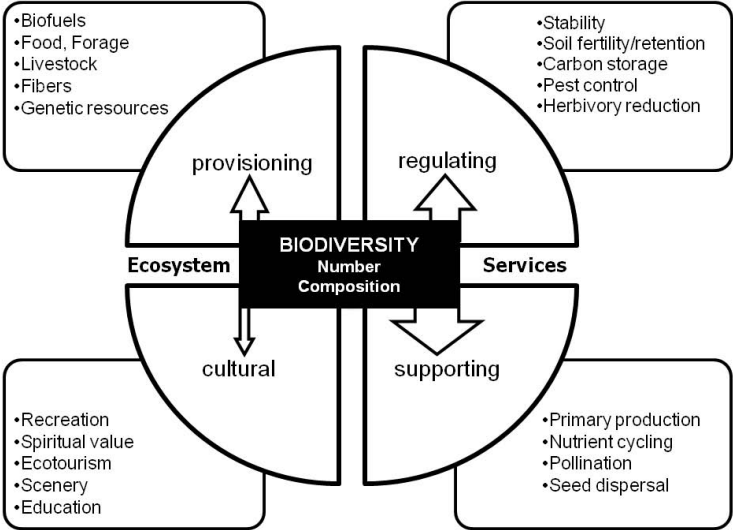 •Biofuels
•Food, Forage
•Livestock
•Fibers
•Genetic resources
•Stability
•Soil fertility/retention
•Carbon storage
•Pest control
•Herbivory reduction
provisioning
regulating
BIODIVERSITY
Number
Composition
Ecosystem
Services
cultural
supporting
•Recreation
•Spiritual value
•Ecotourism
•Scenery
•Education
•Primary production
•Nutrient cycling
•Pollination
•Seed dispersal